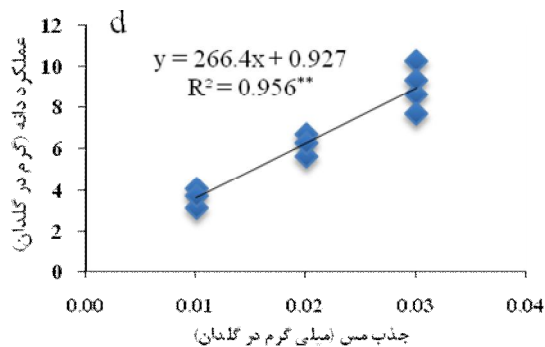 d
y = 266.4x + 0.927
R² = 0.956**
عملکرد دانه (گرم در گلدان)
12
10
8
6
4
2
0
0.00 0.01 0.02 0.03 0.04
جذب مس (میلی گرم در گلدان)